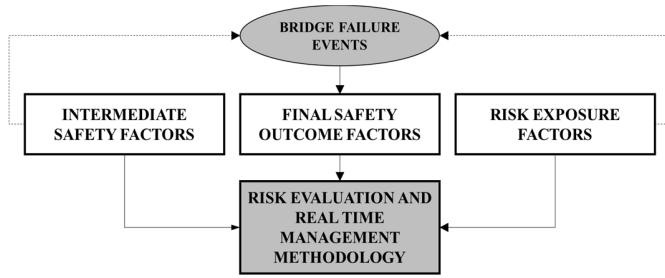 BRIDGE FAILURE
EVENTS
INTERMEDIATE
SAFETY FACTORS
FINAL SAFETY
OUTCOME FACTORS
RISK EXPOSURE
FACTORS
RISK EVALUATION AND
REAL TIME
MANAGEMENT
METHODOLOGY